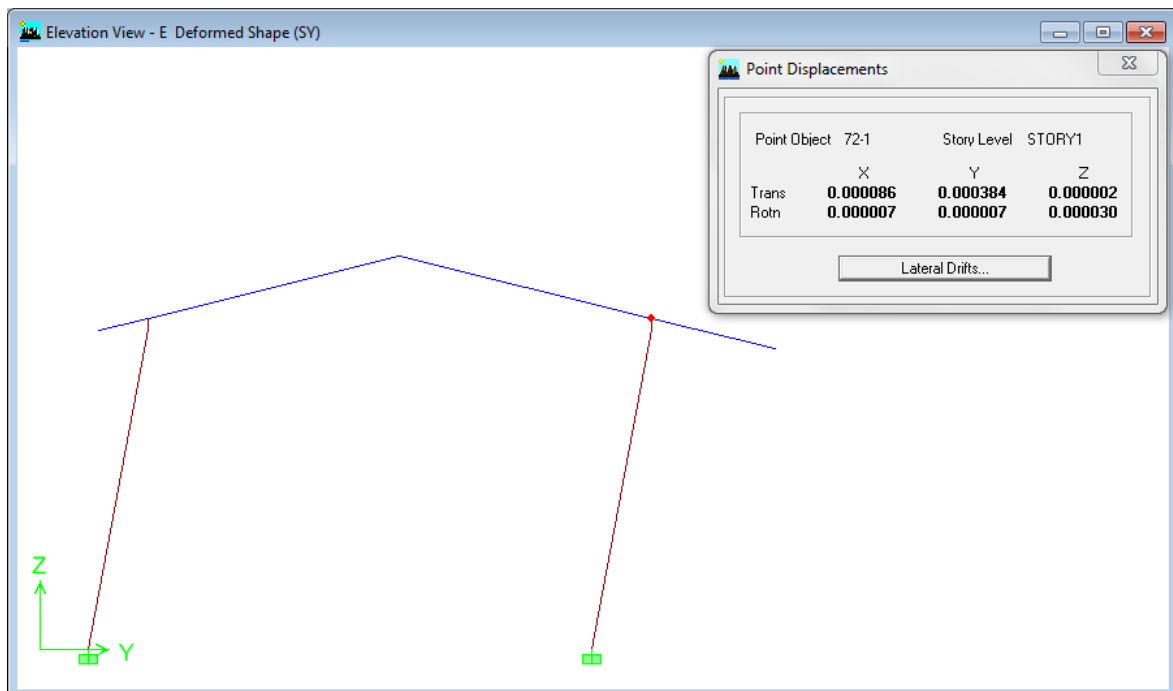 Elevation View - E Deformed Shape (SY)
Point Displacements
Point Object 72-1 Story Level STORY1
X Y Z
Trans 0.000086 0.000384 0.000002
Rotn 0.000007 0.000007 0.000030
Lateral Drifts...
Z
Y